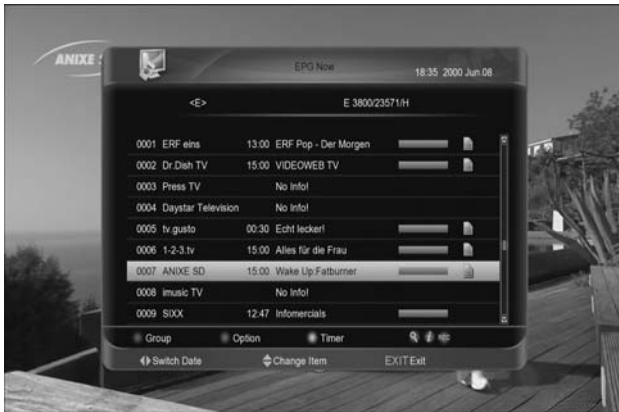 ANIXE S
EPG Now
18:35 2000 Jun 08
<E> E 3800/23571/H
0001 ERF eins 13:00 ERF Pop - Der Morgen
0002 Dr.Dish TV 15:00 VIDEOWEB TV
0003 Press TV No Info!
0004 Daystar Television No Info!
0005 tv.gusto 00:30 Echt lecker!
0006 1-2-3.tv 15:00 Alles für die Frau
0007 ANIXE SD 15:00 Wake Up:Fatburner
0008 imusic TV No Info!
0009 SIXX 12:47 Infomercials
Group Option Timer
Switch Date Change Item EXIT Exit